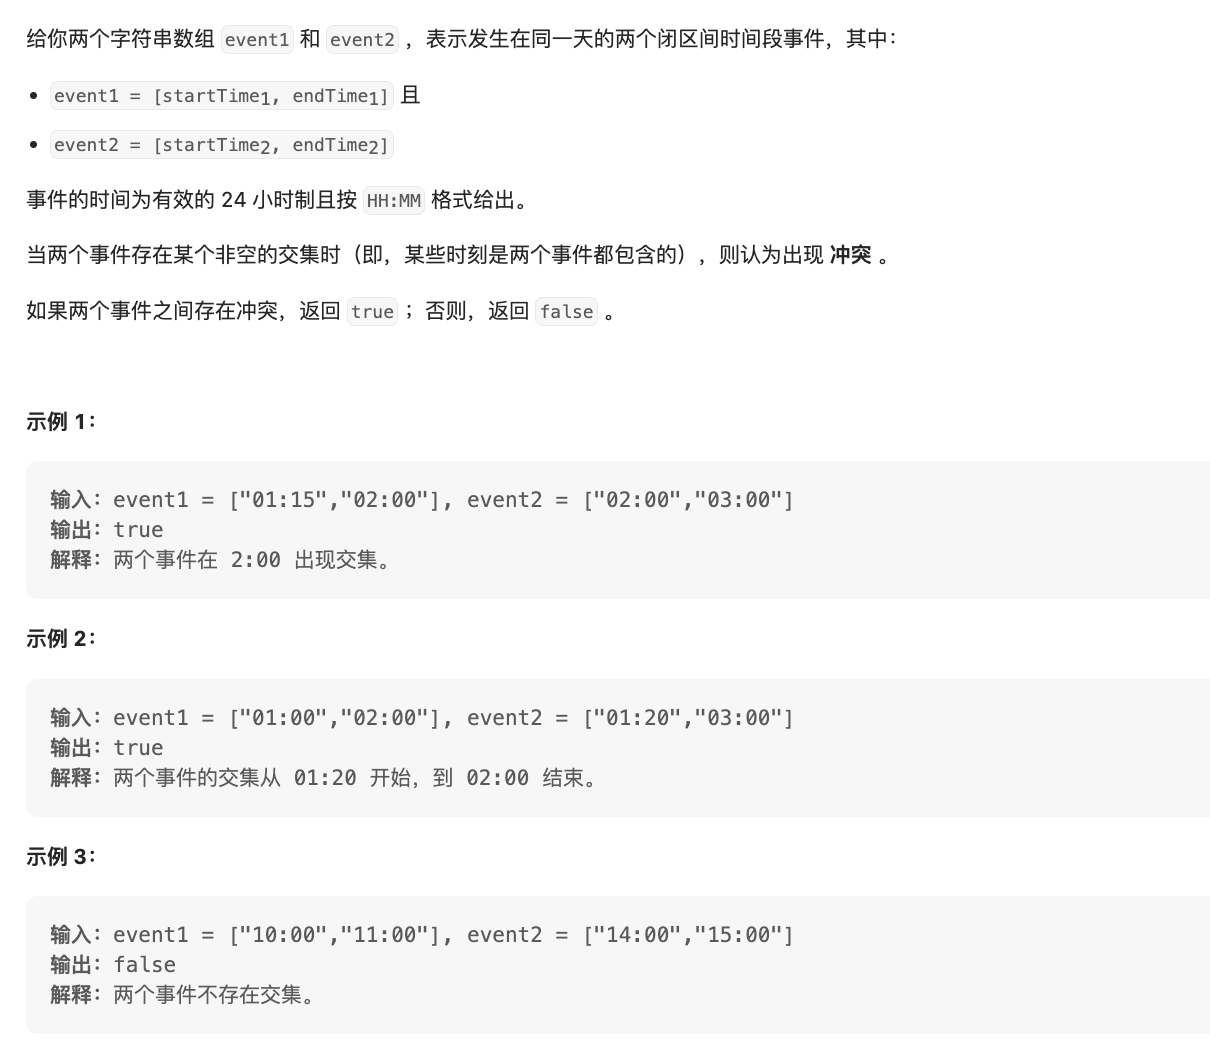 给你两个字符串数组 event1 和 event2 ，表示发生在同一天的两个闭区间时间段事件，其中：
• event1 = [startTime1, endTime1] 且
• event2 = [startTime2, endTime2]
事件的时间为有效的 24 小时制且按 HH:MM 格式给出。
当两个事件存在某个非空的交集时（即，某些时刻是两个事件都包含的），则认为出现 冲突 。
如果两个事件之间存在冲突，返回 true ；否则，返回 false 。
示例 1：
输入：event1 = ["01:15","02:00"], event2 = ["02:00","03:00"]
输出：true
解释：两个事件在 2:00 出现交集。
示例 2：
输入：event1 = ["01:00","02:00"], event2 = ["01:20","03:00"]
输出：true
解释：两个事件的交集从 01:20 开始，到 02:00 结束。
示例 3：
输入：event1 = ["10:00","11:00"], event2 = ["14:00","15:00"]
输出：false
解释：两个事件不存在交集。